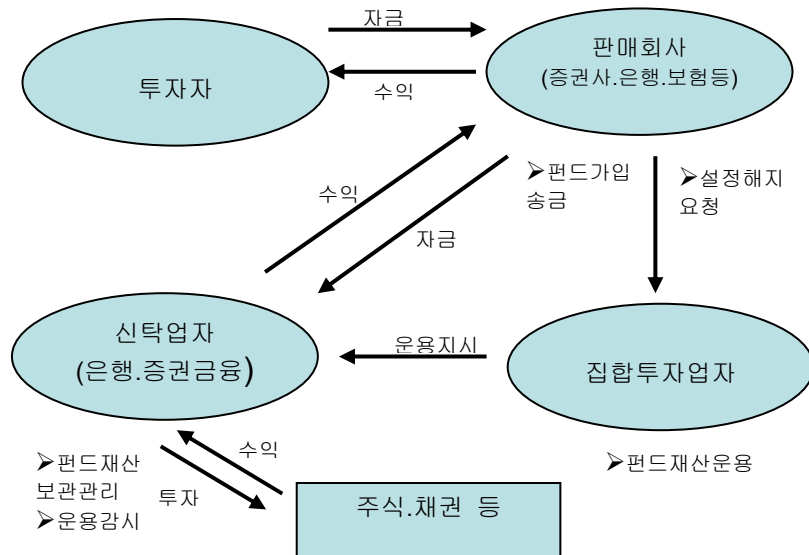 자금
판매회사
(증권사.은행.보험등)
투자자
수익
➢펀드가입
송금
➢설정해지
요청
수익
자금
신탁업자
(은행.증권금융)
운용지시
집합투자업자
➢펀드재산
보관관리
➢운용감시
수익
투자
➢펀드재산운용
주식.채권 등